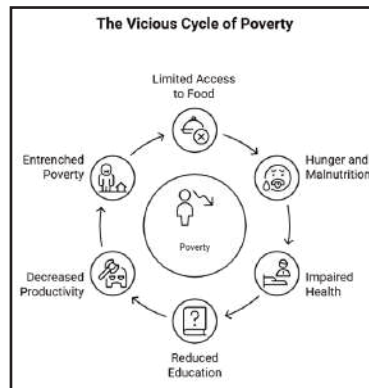 The Vicious Cycle of Poverty
Limited Access
to Food
Hunger and
Malnutrition
Impaired
Health
Reduced
Education
Decreased
Productivity
Entrenched
Poverty
Poverty
?